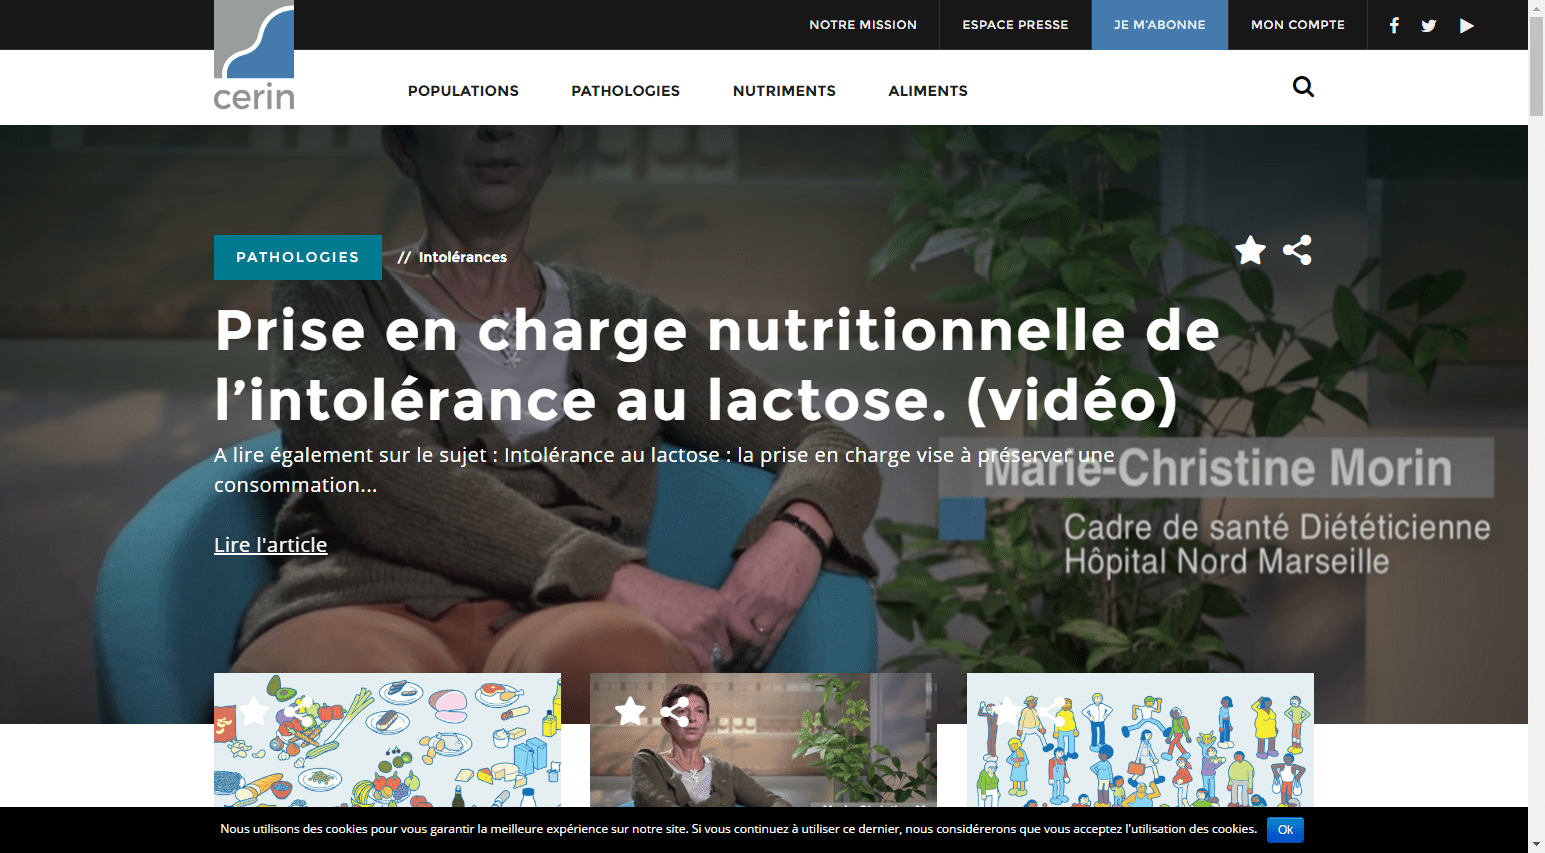 NOTRE MISSION
ESPACE PRESSE
JE M'ABONNE
MON COMPTE
cerin
POPULATIONS
PATHOLOGIES
NUTRIMENTS
ALIMENTS
PATHOLOGIES
// Intolérances
Prise en charge nutritionnelle de
l’intolérance au lactose. (vidéo)
A lire également sur le sujet : Intolérance au lactose : la prise en charge vise à préserver une
consommation...
Lire l'article
Marie-Christine Morin
Cadre de santé Diététicienne
Hôpital Nord Marseille
Nous utilisons des cookies pour vous garantir la meilleure expérience sur notre site. Si vous continuez à utiliser ce dernier, nous considérerons que vous acceptez l'utilisation des cookies.
Ok